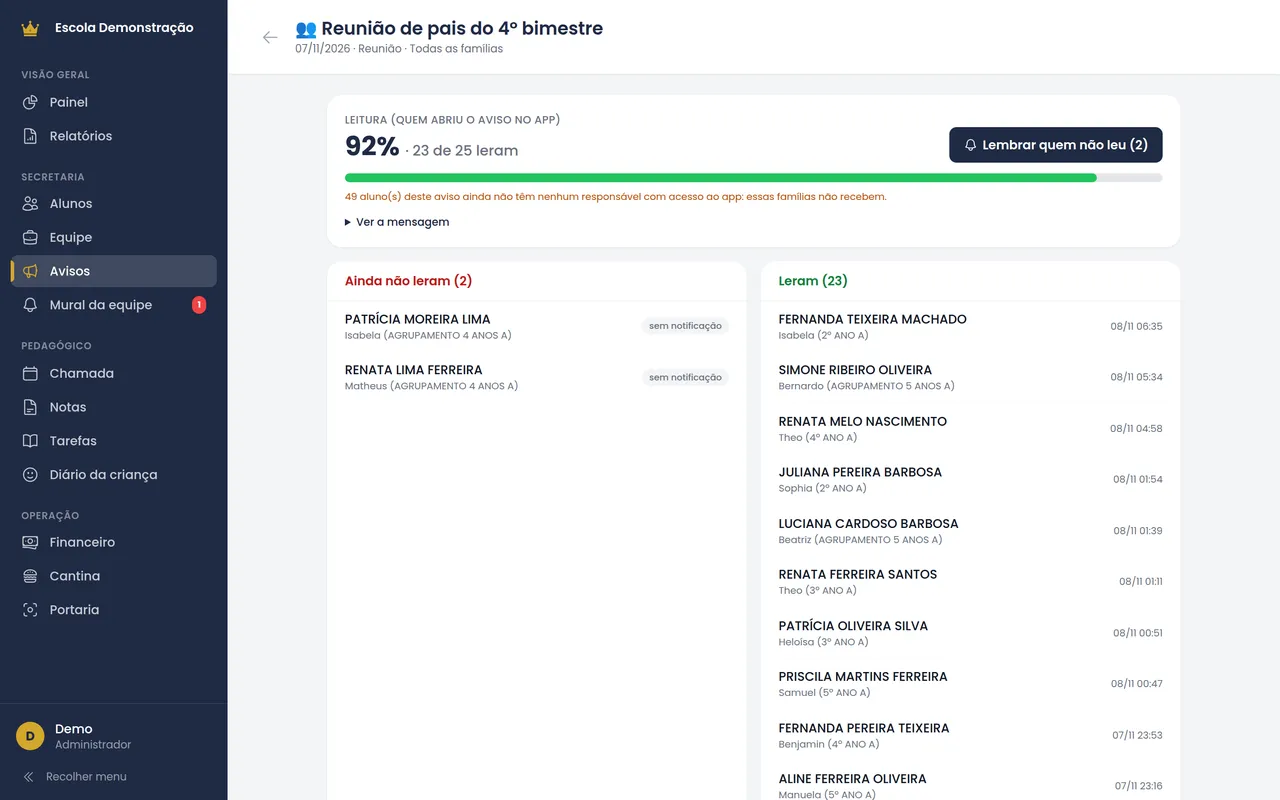 Escola Demonstração
VISÃO GERAL
Painel
Relatórios
SECRETARIA
Alunos
Equipe
Avisos
Mural da equipe 1
PEDAGÓGICO
Chamada
Notas
Tarefas
Diário da criança
OPERAÇÃO
Financeiro
Cantina
Portaria
D
Demo
Administrador
Recolher menu
Reunião de pais do 4º bimestre
07/11/2026 · Reunião · Todas as famílias
LEITURA (QUEM ABRIU O AVISO NO APP)
92% · 23 de 25 leram
Lembrar quem não leu (2)
49 aluno(s) deste aviso ainda não têm nenhum responsável com acesso ao app: essas famílias não recebem.
Ver a mensagem
Ainda não leram (2)
PATRÍCIA MOREIRA LIMA
Isabela (AGRUPAMENTO 4 ANOS A)
sem notificação
RENATA LIMA FERREIRA
Matheus (AGRUPAMENTO 4 ANOS A)
sem notificação
Leram (23)
FERNANDA TEIXEIRA MACHADO
Isabela (2º ANO A)
08/11 06:35
SIMONE RIBEIRO OLIVEIRA
Bernardo (AGRUPAMENTO 5 ANOS A)
08/11 05:34
RENATA MELO NASCIMENTO
Theo (4º ANO A)
08/11 04:58
JULIANA PEREIRA BARBOSA
Sophia (2º ANO A)
08/11 01:54
LUCIANA CARDOSO BARBOSA
Beatriz (AGRUPAMENTO 5 ANOS A)
08/11 01:39
RENATA FERREIRA SANTOS
Theo (3º ANO A)
08/11 01:11
PATRÍCIA OLIVEIRA SILVA
Heloísa (3º ANO A)
08/11 00:51
PRISCILA MARTINS FERREIRA
Samuel (5º ANO A)
08/11 00:47
FERNANDA PEREIRA TEIXEIRA
Benjamin (4º ANO A)
07/11 23:53
ALINE FERREIRA OLIVEIRA
Manuela (5º ANO A)
07/11 23:16